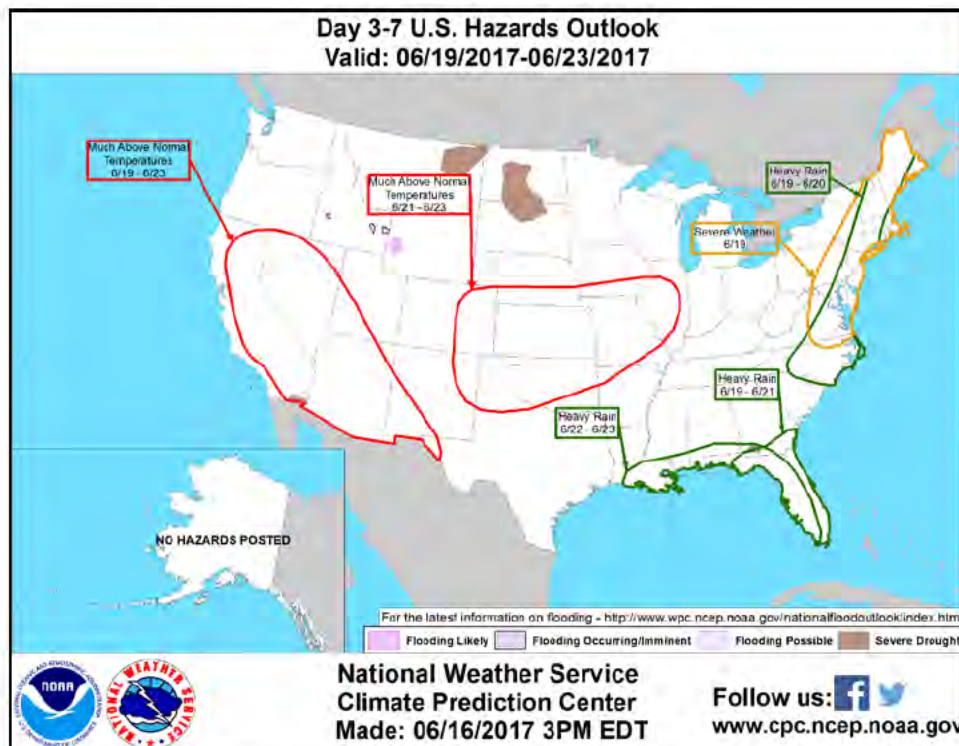 Day 3-7 U.S. Hazards Outlook
Valid: 06/19/2017-06/23/2017
Much Above Normal
Temperatures
6/19 - 6/23
Much Above Normal
Temperatures
6/21 - 6/23
Heavy Rain
6/19 - 6/20
Severe Weather
6/19
Heavy Rain
6/19 - 6/21
Heavy Rain
6/22 - 6/23
NO HAZARDS POSTED
For the latest information on flooding - http://www.wpc.ncep.noaa.gov/nationalfloodoutlook/index.htm
Flooding Likely
Flooding Occurring/Imminent
Flooding Possible
Severe Drought
NOAA
NATIONAL WEATHER SERVICE
National Weather Service
Climate Prediction Center
Made: 06/16/2017 3PM EDT
Follow us:
www.cpc.ncep.noaa.gov